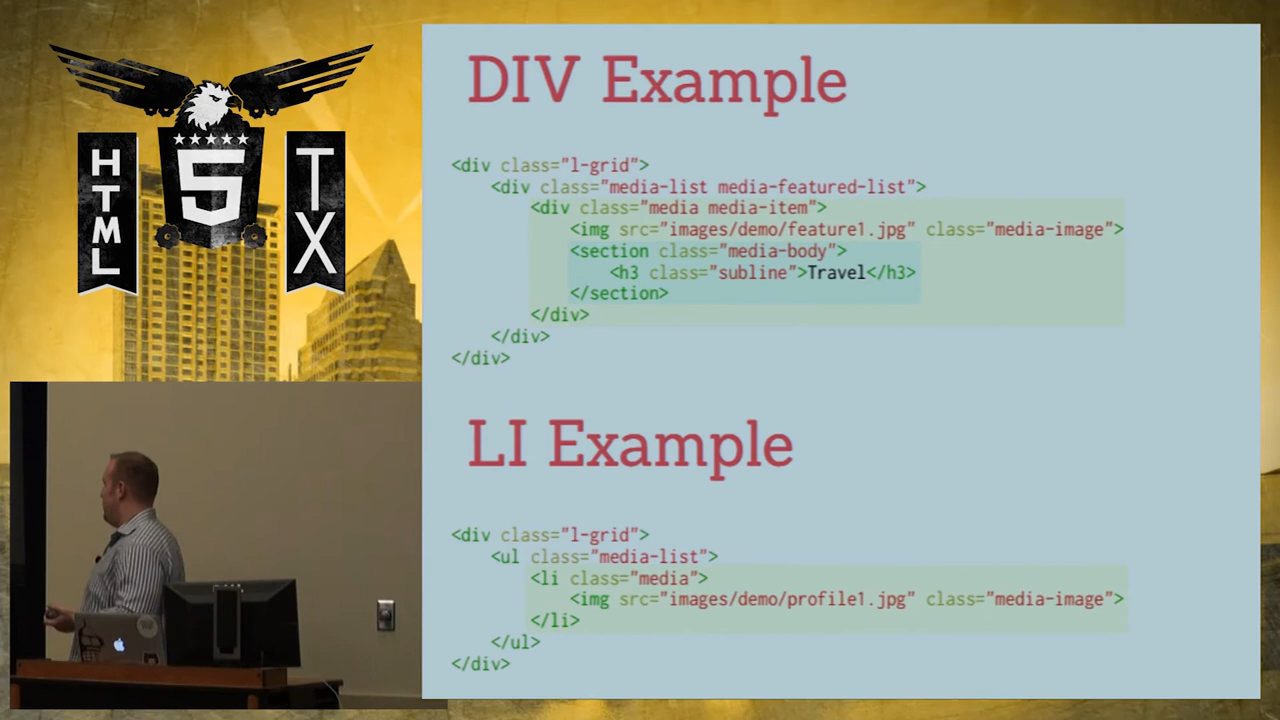 HTML
5
TX
DIV Example
<div class="l-grid">
<div class="media-list media-featured-list">
<div class="media media-item">
<img src="images/demo/feature1.jpg" class="media-image">
<section class="media-body">
<h3 class="subline">Travel</h3>
</section>
</div>
</div>
</div>
LI Example
<div class="l-grid">
<ul class="media-list">
<li class="media">
<img src="images/demo/profile1.jpg" class="media-image">
</li>
</ul>
</div>